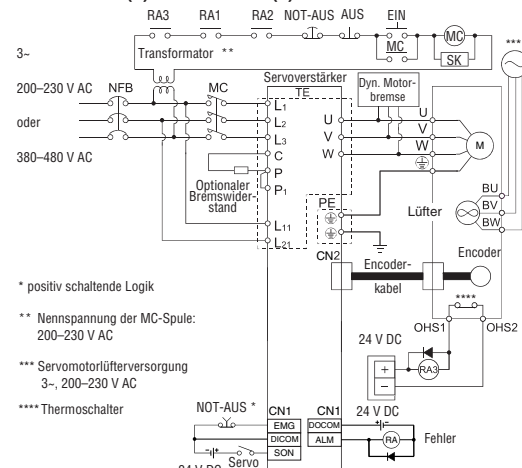 RA3 RA1 RA2 NOT-AUS AUS EIN
MC
MC
SK
***
3~
Transformator **
200–230 V AC
NFB
MC
oder
380–480 V AC
Servoverstärker
TE
Dyn. Motor-
bremse
L1
L2
L3
C
P
P1
L11
L21
U
V
W
U
V
W
M
Optionaler
Bremswider-
stand
PE
CN2
Lüfter
BU
BV
BW
Encoder
Encoder-
kabel
****
OHS1
OHS2
24 V DC
+
–
RA3
* positiv schaltende Logik
** Nennspannung der MC-Spule:
200–230 V AC
*** Servomotorlüfterversorgung
3~, 200–230 V AC
**** Thermoschalter
NOT-AUS *
CN1
EMG
DICOM
SON
CN1
DOCOM
ALM
24 V DC
RA
Fehler
Servo
24 V DC